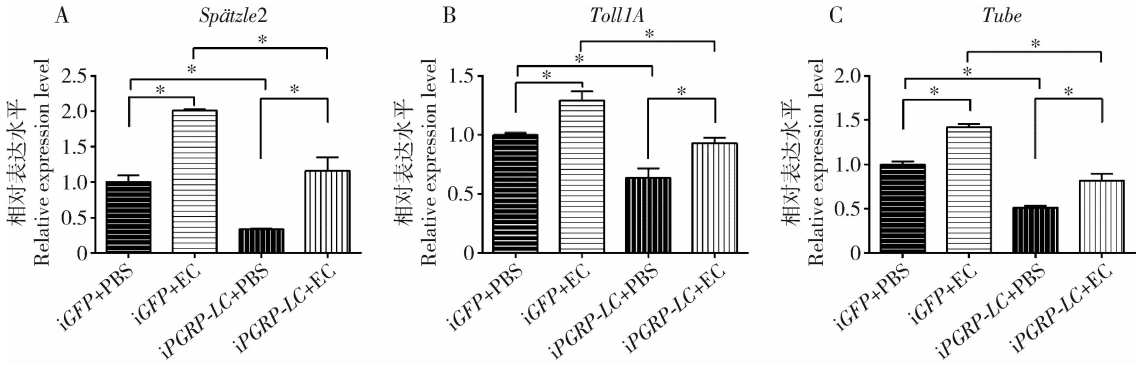 A
Spätzle2
相对表达水平
Relative expression level
2.5
2.0
1.5
1.0
0.5
0
*
*
*
*
iGFP+PBS
iGFP+EC
iPGRP-LC+PBS
iPGRP-LC+EC
B
Toll1A
相对表达水平
Relative expression level
1.5
1.0
0.5
0
*
*
*
*
iGFP+PBS
iGFP+EC
iPGRP-LC+PBS
iPGRP-LC+EC
C
Tube
相对表达水平
Relative expression level
2.0
1.5
1.0
0.5
0
*
*
*
*
iGFP+PBS
iGFP+EC
iPGRP-LC+PBS
iPGRP-LC+EC